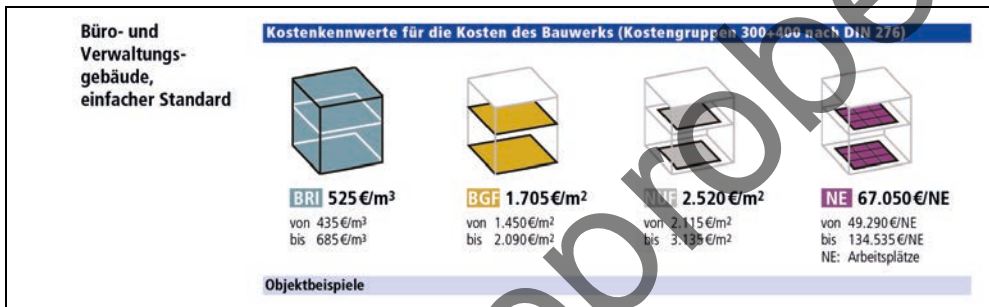 Büro- und
Verwaltungs-
gebäude,
einfacher Standard
Kostenkennwerte für die Kosten des Bauwerks (Kostengruppen 300+400 nach DIN 276)
BRI 525 €/m³
von 435 €/m³
bis 685 €/m³
BGF 1.705 €/m²
von 1.450 €/m²
bis 2.090 €/m²
NUF 2.520 €/m²
von 2.115 €/m²
bis 3.135 €/m²
NE 67.050 €/NE
von 49.290 €/NE
bis 134.535 €/NE
NE: Arbeitsplätze
Objektbeispiele
probe